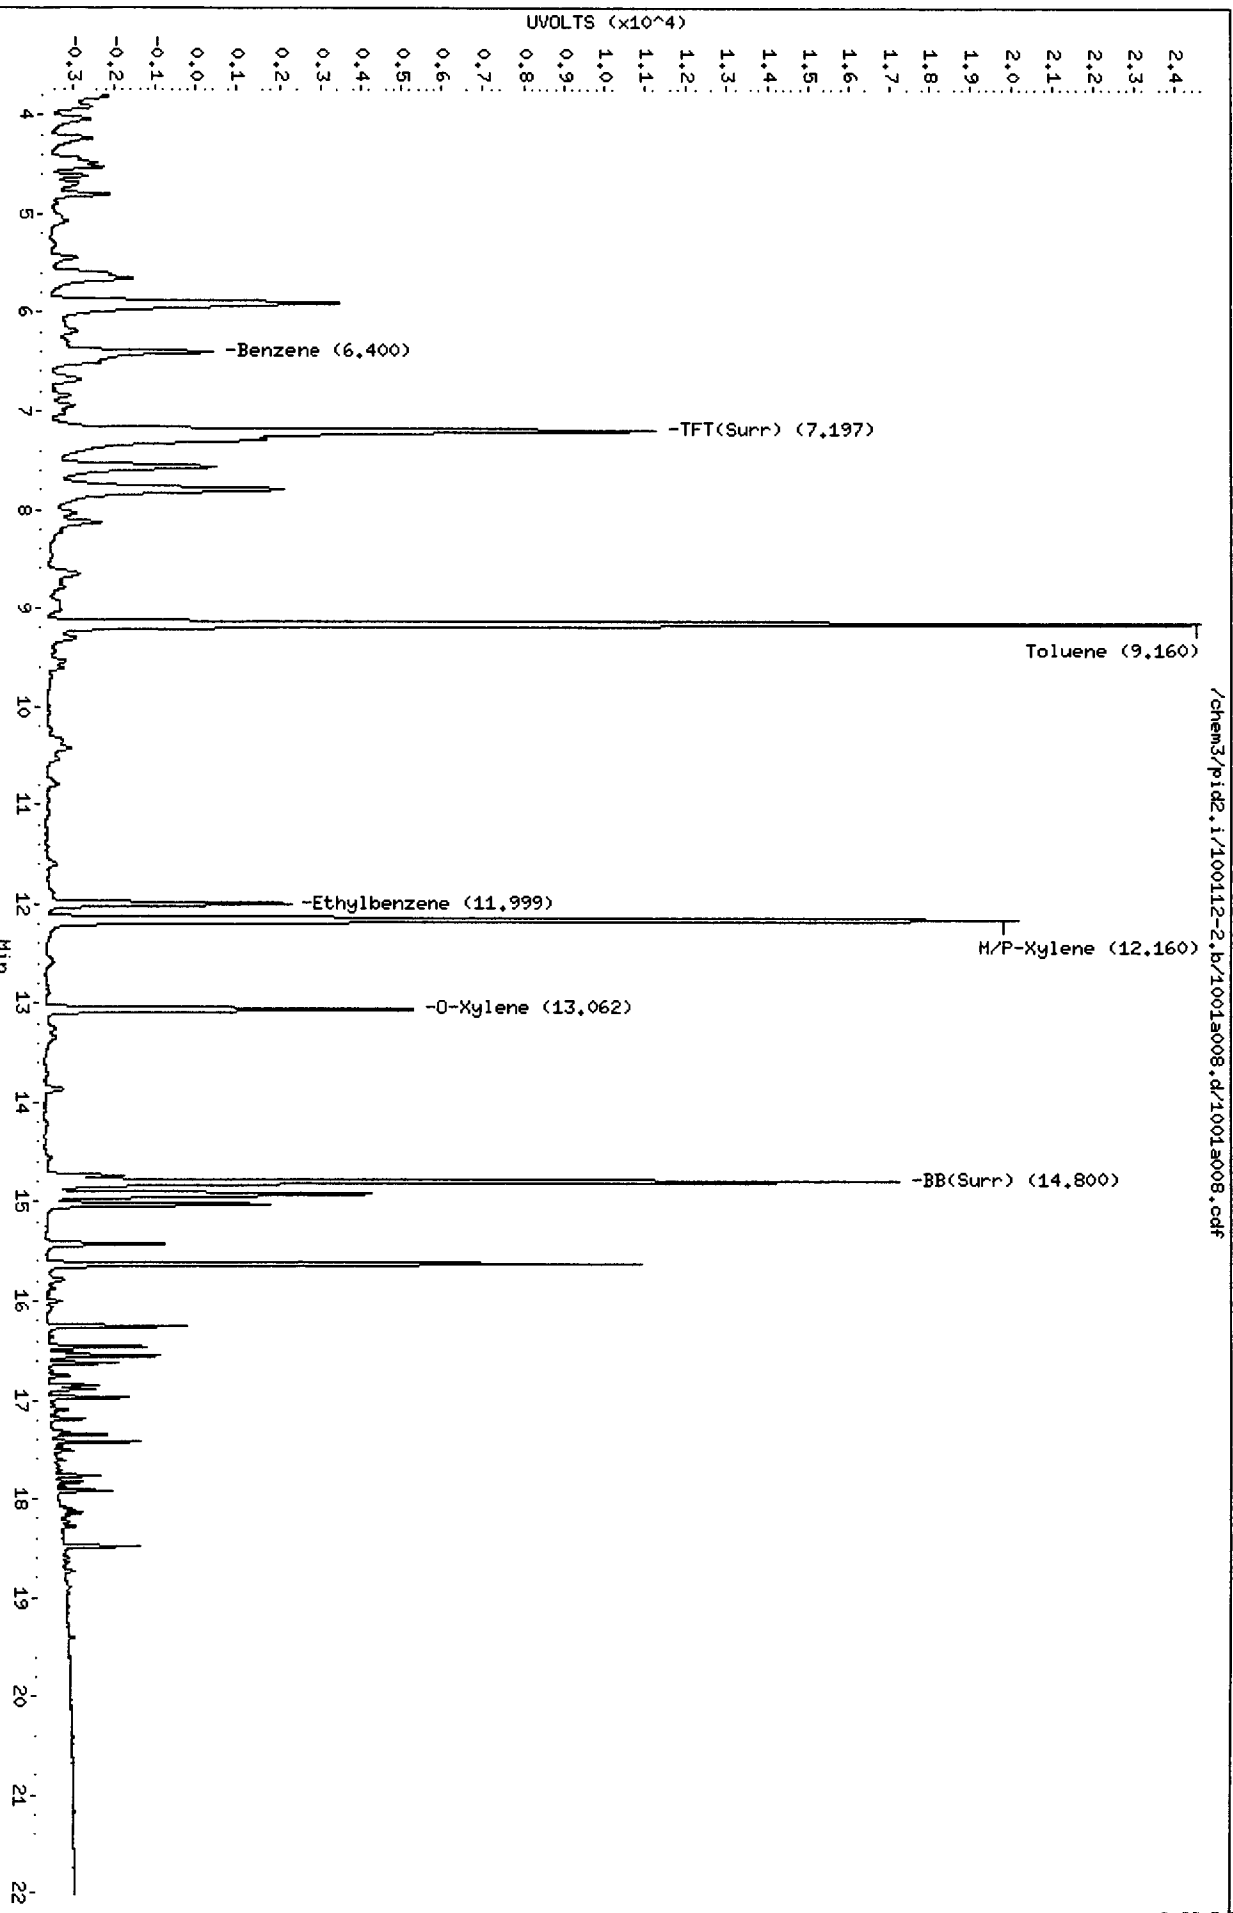 /chem3/pid2.i/100112-2.b/1001a008.d/1001a008.cdf
UVOLTS (x10^4)
2.4
2.3
2.2
2.1
2.0
1.9
1.8
1.7
1.6
1.5
1.4
1.3
1.2
1.1
1.0
0.9
0.8
0.7
0.6
0.5
0.4
0.3
0.2
0.1
0.0
-0.1
-0.2
-0.3
-Benzene (6.400)
-TFT(Surr) (7.197)
Toluene (9.160)
-Ethylbenzene (11.999)
M/P-Xylene (12.160)
-O-Xylene (13.062)
-BB(Surr) (14.800)
4 5 6 7 8 9 10 11 12 13 14 15 16 17 18 19 20 21 22
Min